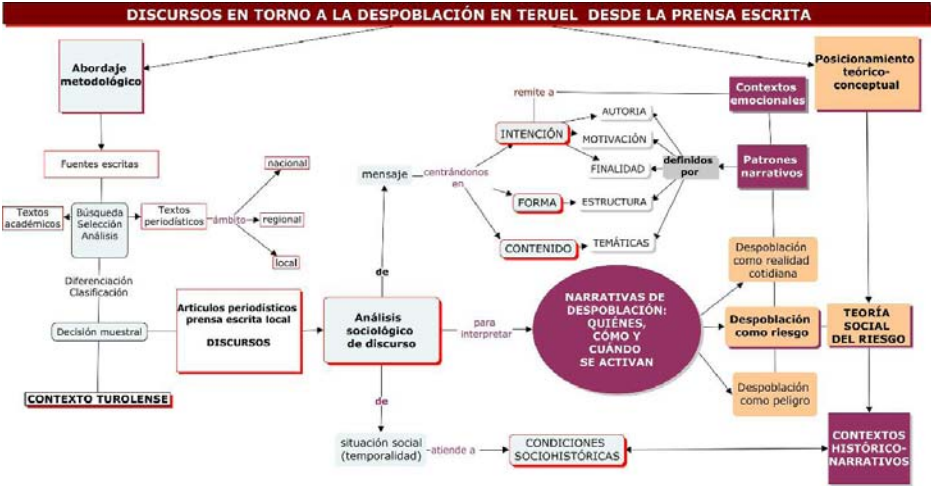 DISCURSOS EN TORNO A LA DESPOBLACIÓN EN TERUEL DESDE LA PRENSA ESCRITA
Abordaje
metodológico
Posicionamiento
teórico-
conceptual
Contextos
emocionales
remite a
AUTORIA
INTENCIÓN
MOTIVACIÓN
Fuentes escritas
nacional
mensaje
centrándonos
en
FINALIDAD
definidos
por
Patrones
narrativos
Textos
académicos
Búsqueda
Selección
Análisis
Textos
periodísticos
ámbito
regional
FORMA
ESTRUCTURA
local
CONTENIDO
TEMÁTICAS
Despoblación
como realidad
cotidiana
de
Diferenciación
Clasificación
Decisión muestral
Artículos periodísticos
prensa escrita local
DISCURSOS
Análisis
sociológico
de discurso
para
interpretar
NARRATIVAS DE
DESPOBLACIÓN:
QUIÉNES,
CÓMO Y
CUÁNDO
SE ACTIVAN
Despoblación
como riesgo
TEORÍA
SOCIAL
DEL RIESGO
CONTEXTO TUROLENSE
Despoblación
como peligro
de
situación social
(temporalidad)
atiende a
CONDICIONES
SOCIOHISTÓRICAS
CONTEXTOS
HISTÓRICO-
NARRATIVOS